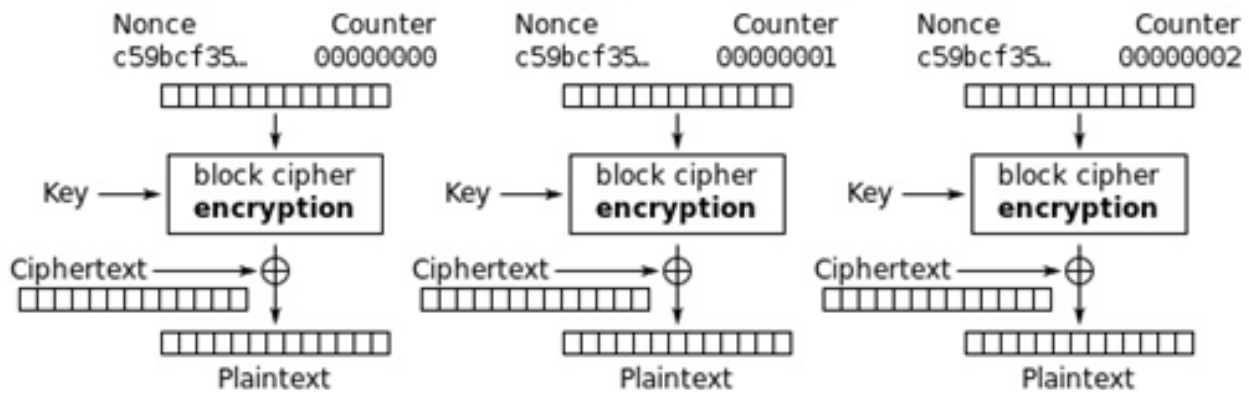 Nonce Counter Nonce Counter Nonce Counter
c59bcf35… 00000000 c59bcf35… 00000001 c59bcf35… 00000002
block cipher block cipher block cipher
Key encryption Key encryption Key encryption
Ciphertext Ciphertext Ciphertext
Plaintext Plaintext Plaintext